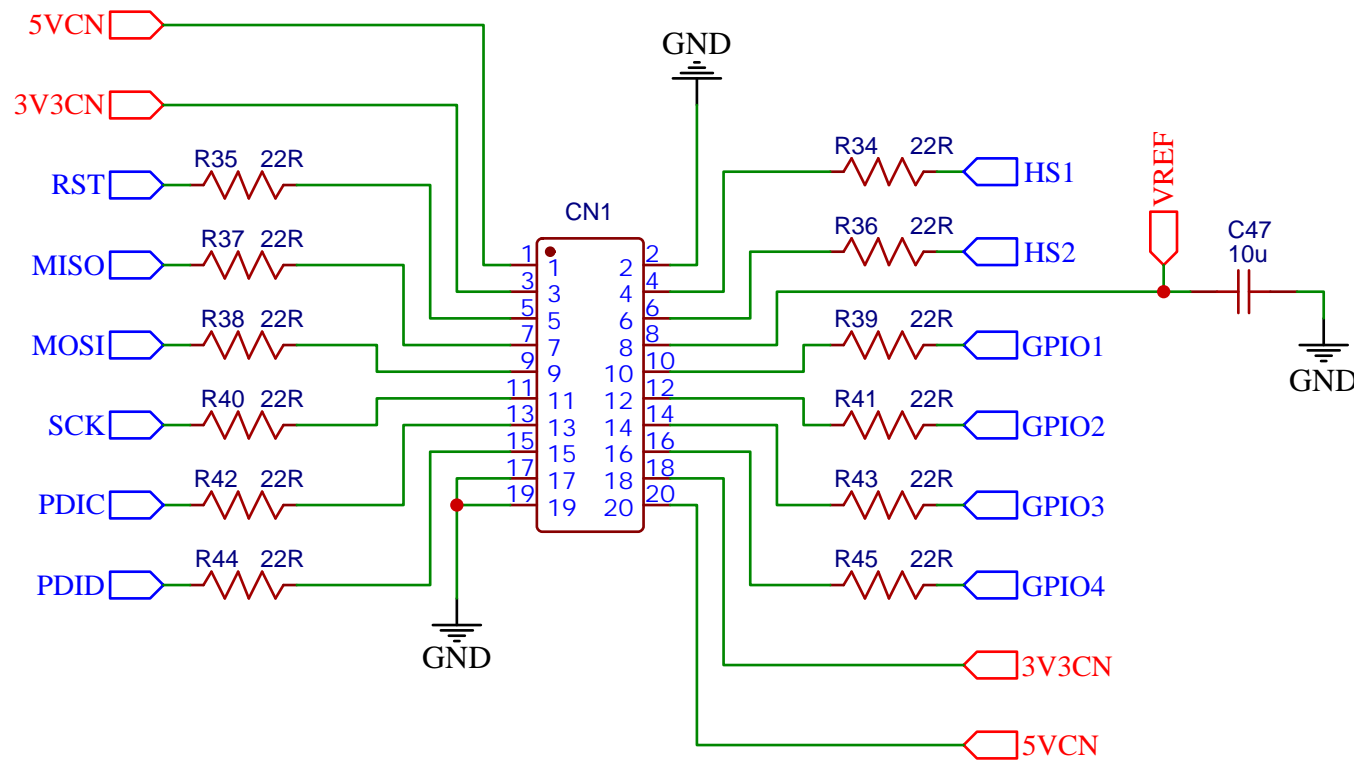 5VCN
GND
3V3CN
R35 22R
RST
R34 22R
HS1
VREF
CN1
R37 22R
MISO
R36 22R
HS2
C47
10u
1 1 2 2
3 3 4 4
5 5 6 6
7 7 8 8
9 9 10 10
11 11 12 12
13 13 14 14
15 15 16 16
17 17 18 18
19 19 20 20
R38 22R
MOSI
R39 22R
GPIO1
GND
R40 22R
SCK
R41 22R
GPIO2
R42 22R
PDIC
R43 22R
GPIO3
R44 22R
PDID
R45 22R
GPIO4
GND
3V3CN
5VCN